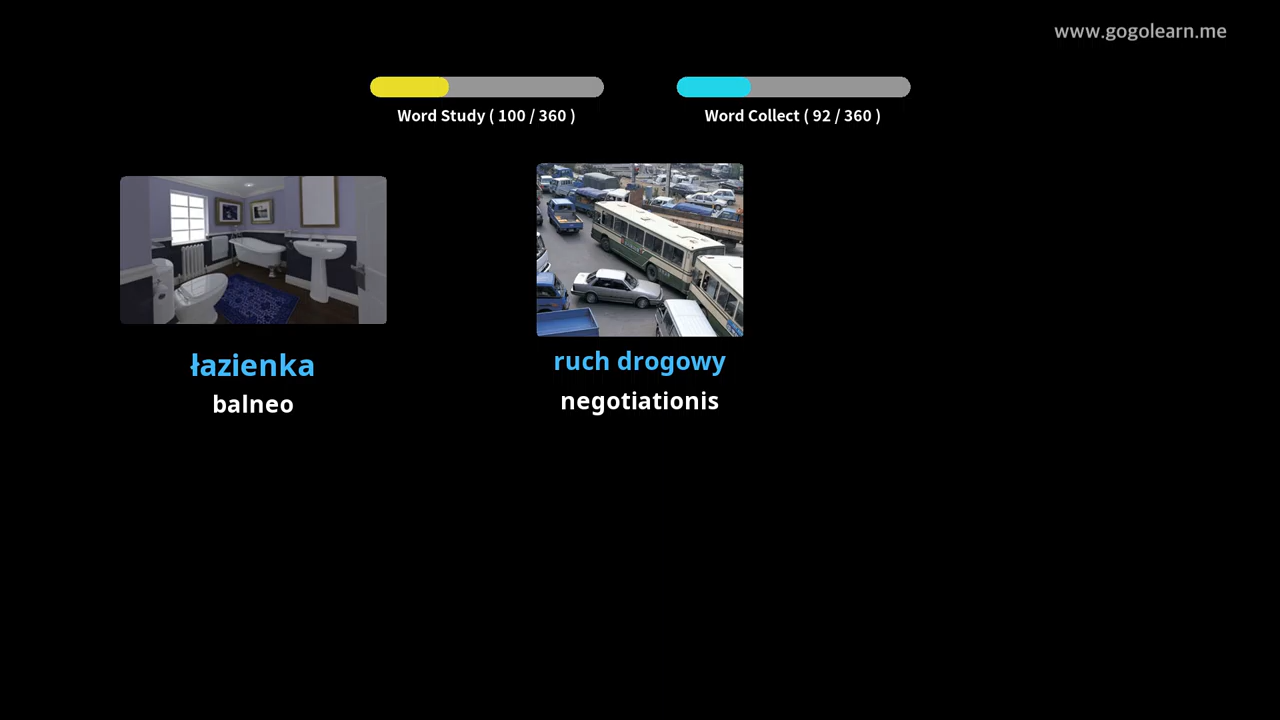 www.gogolearn.me
Word Study ( 100 / 360 )
Word Collect ( 92 / 360 )
łazienka
balneo
ruch drogowy
negotiationis